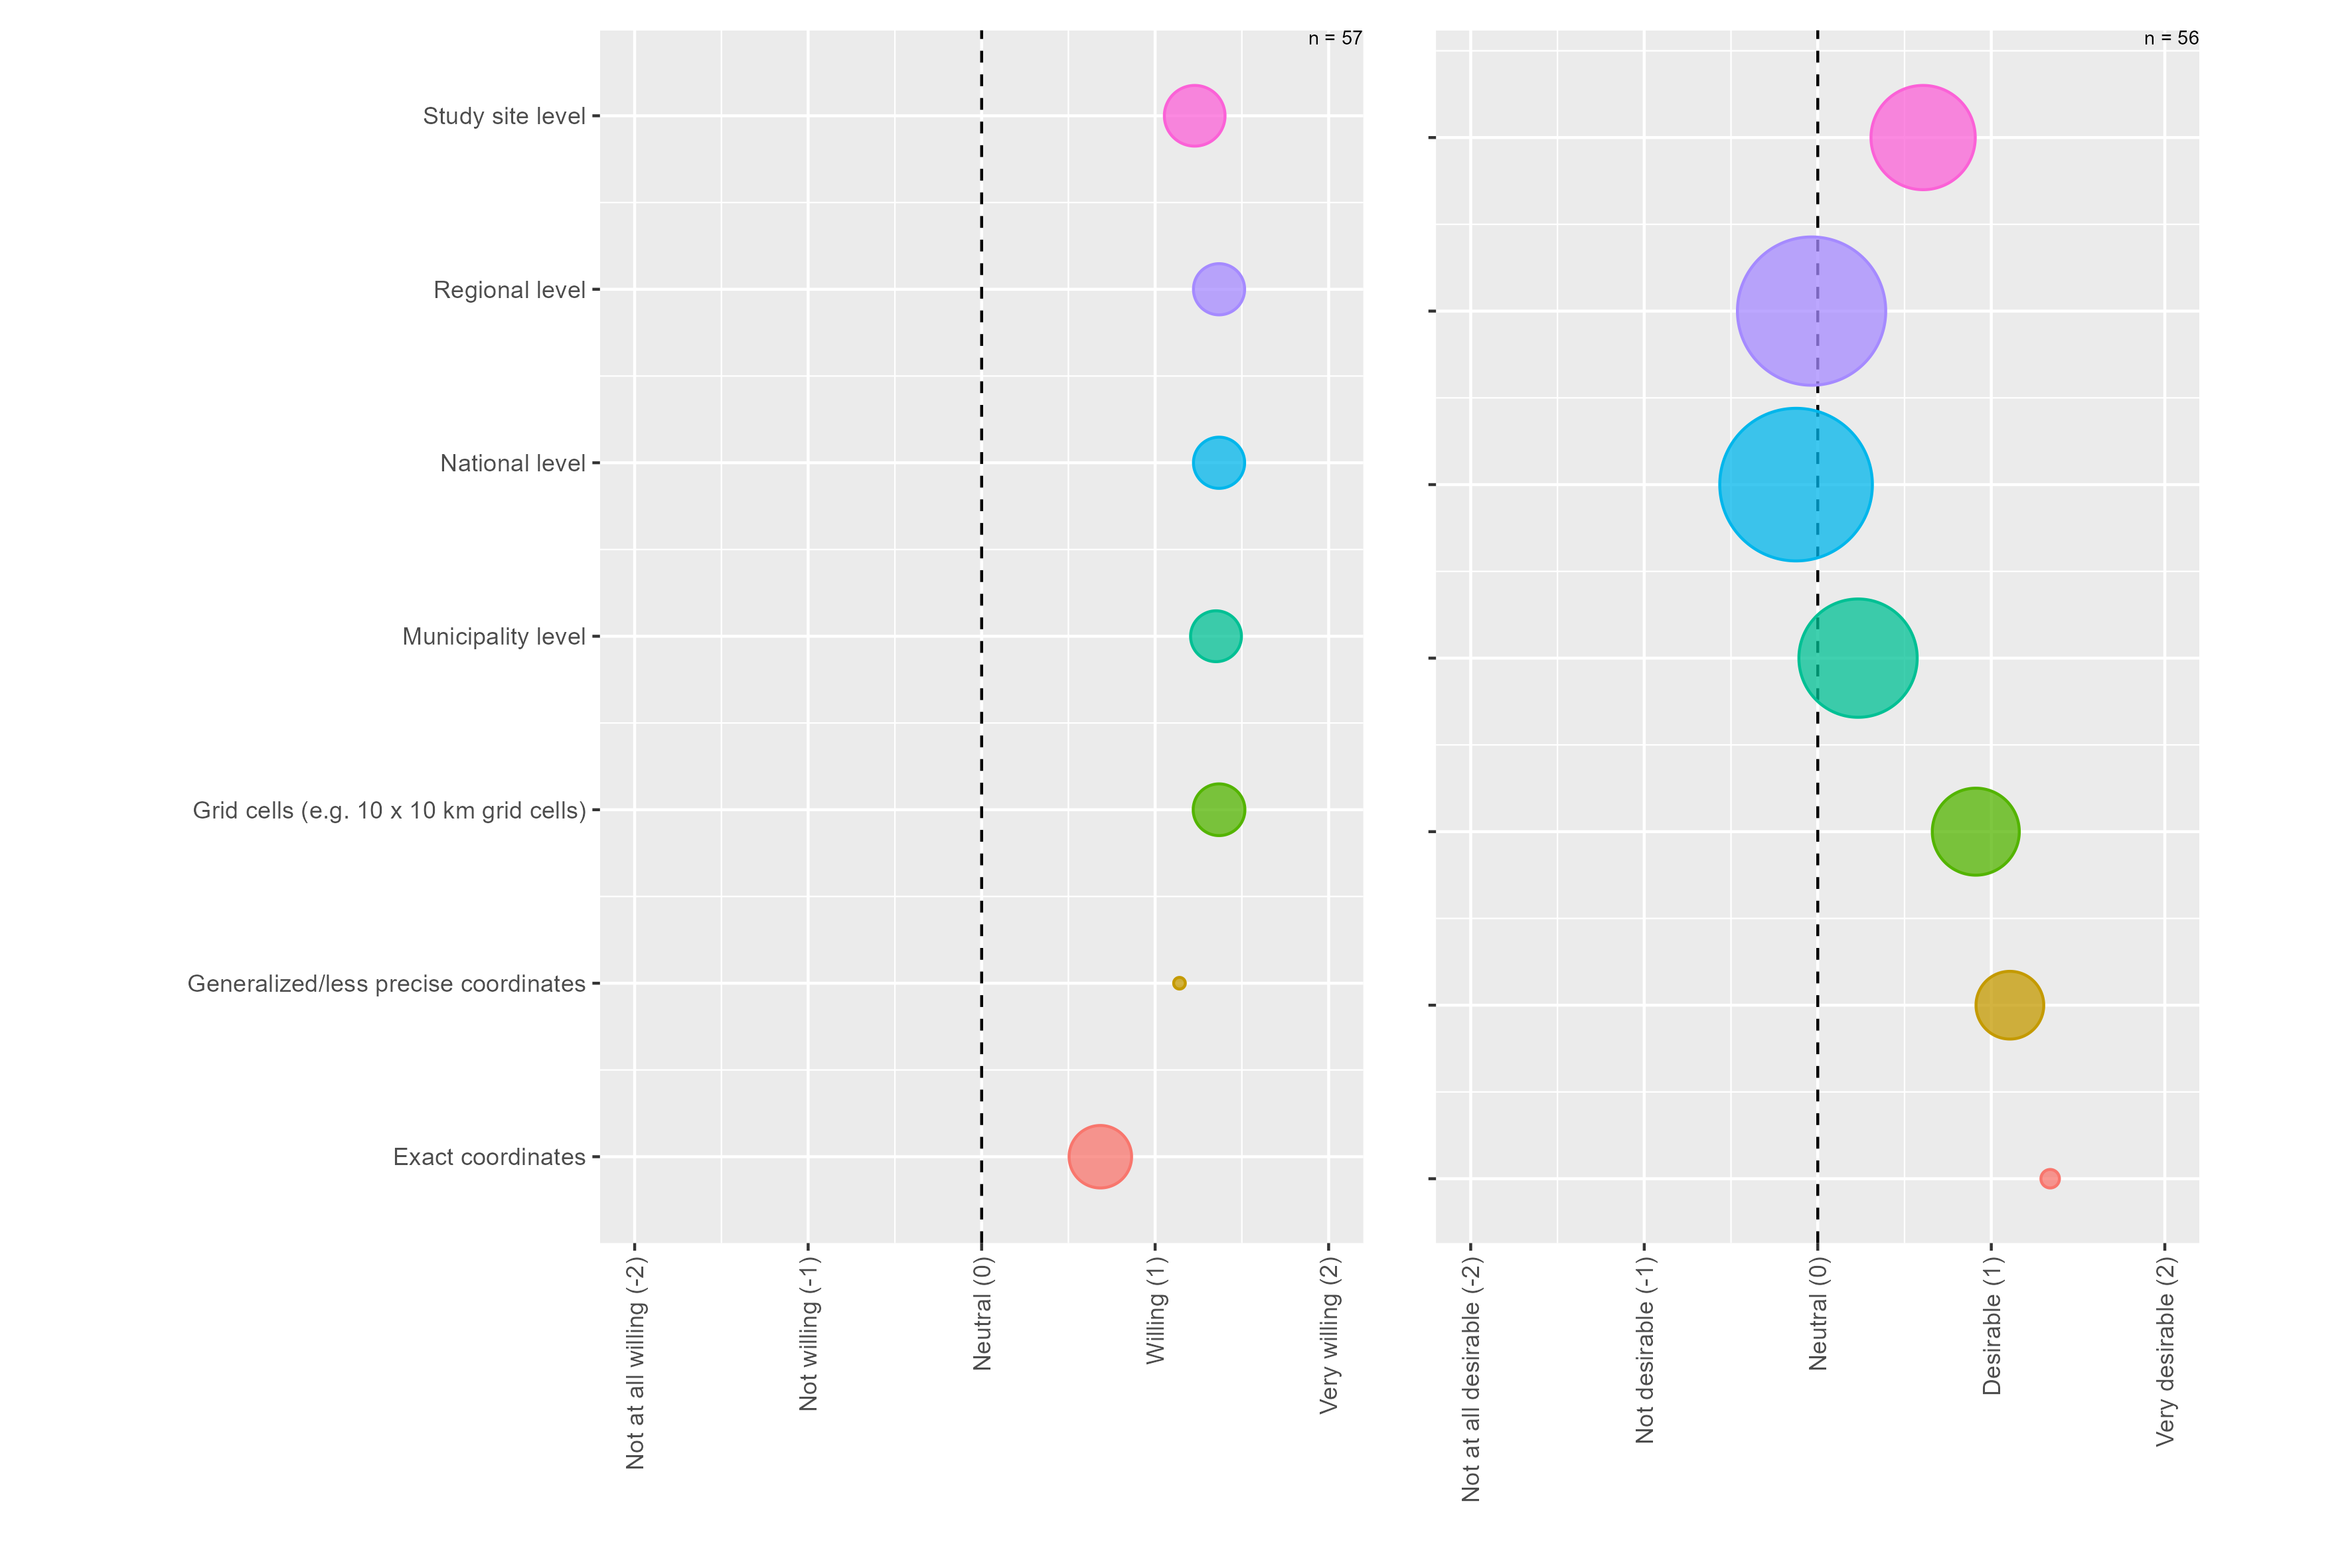 n = 57
n = 56
Study site level
Regional level
National level
Municipality level
Grid cells (e.g. 10 x 10 km grid cells)
Generalized/less precise coordinates
Exact coordinates
Not at all willing (-2)
Not willing (-1)
Neutral (0)
Willing (1)
Very willing (2)
Not at all desirable (-2)
Not desirable (-1)
Neutral (0)
Desirable (1)
Very desirable (2)